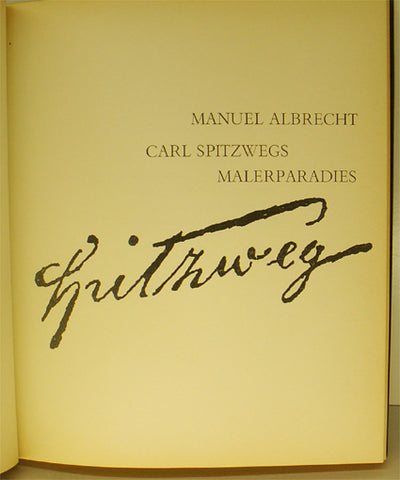 MANUEL ALBRECHT
CARL SPITZWEGS
MALERPARADIES
Spitzweg